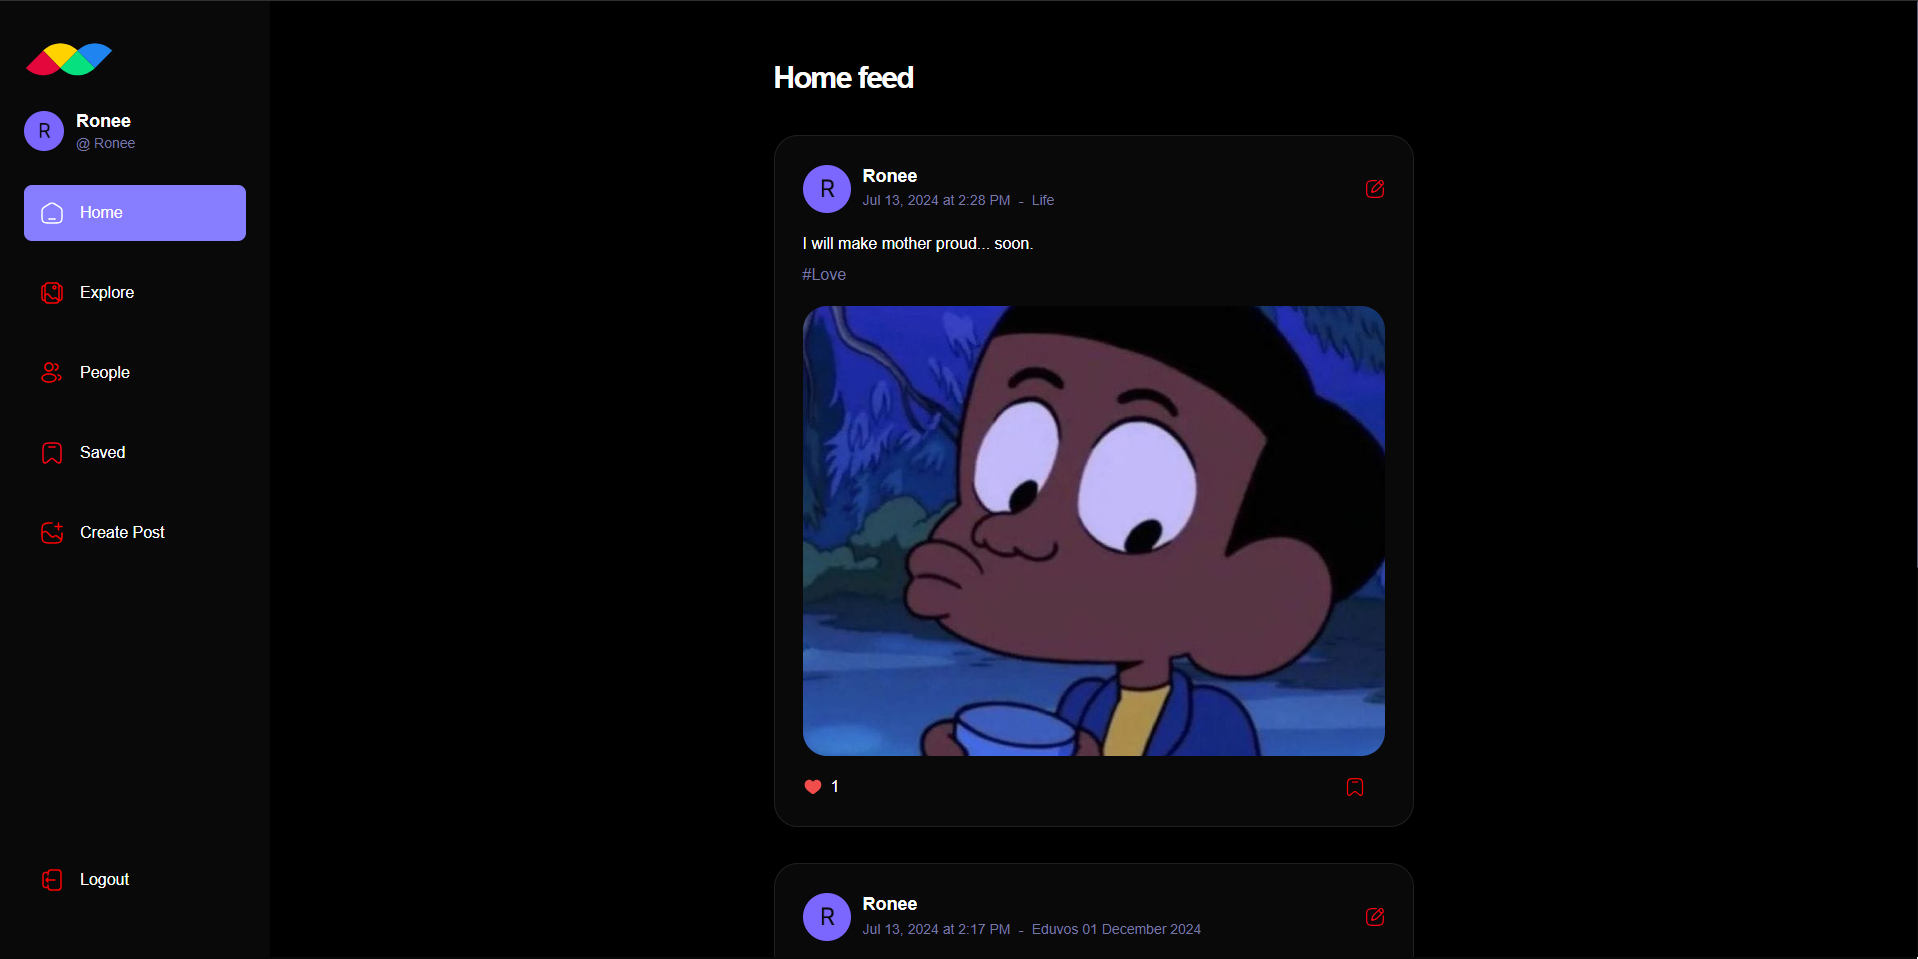 R
Ronee
@ Ronee
Home
Explore
People
Saved
Create Post
Logout
Home feed
R
Ronee
Jul 13, 2024 at 2:28 PM - Life
I will make mother proud... soon.
#Love
1
R
Ronee
Jul 13, 2024 at 2:17 PM - Eduvos 01 December 2024